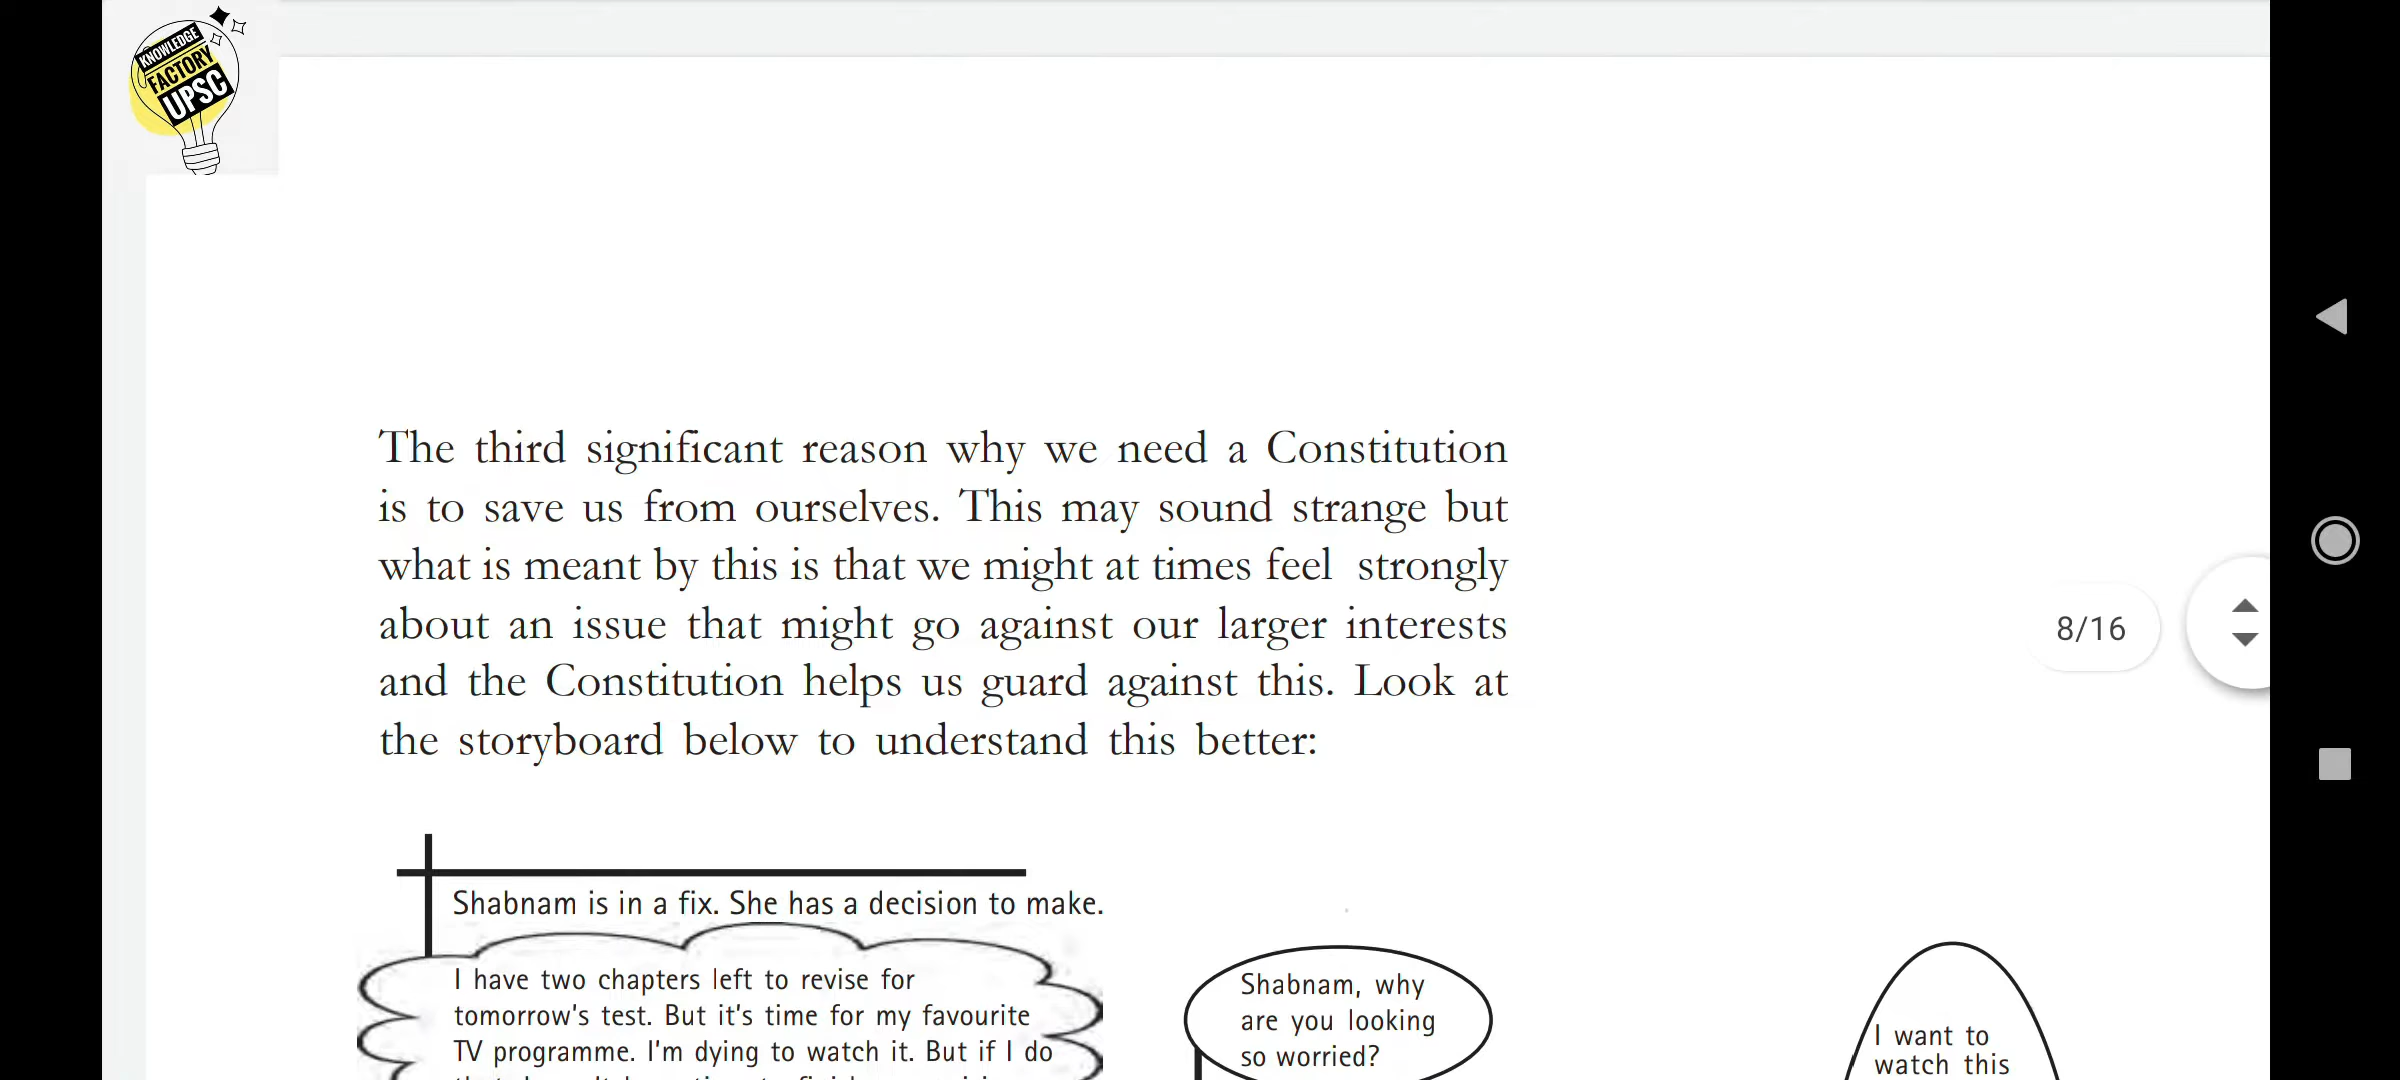 KNOWLEDGE
FACTORY
UPSC
The third significant reason why we need a Constitution
is to save us from ourselves. This may sound strange but
what is meant by this is that we might at times feel strongly
about an issue that might go against our larger interests
and the Constitution helps us guard against this. Look at
the storyboard below to understand this better:
8/16
Shabnam is in a fix. She has a decision to make.
I have two chapters left to revise for
tomorrow's test. But it's time for my favourite
TV programme. I'm dying to watch it. But if I do
Shabnam, why
are you looking
so worried?
I want to
watch this